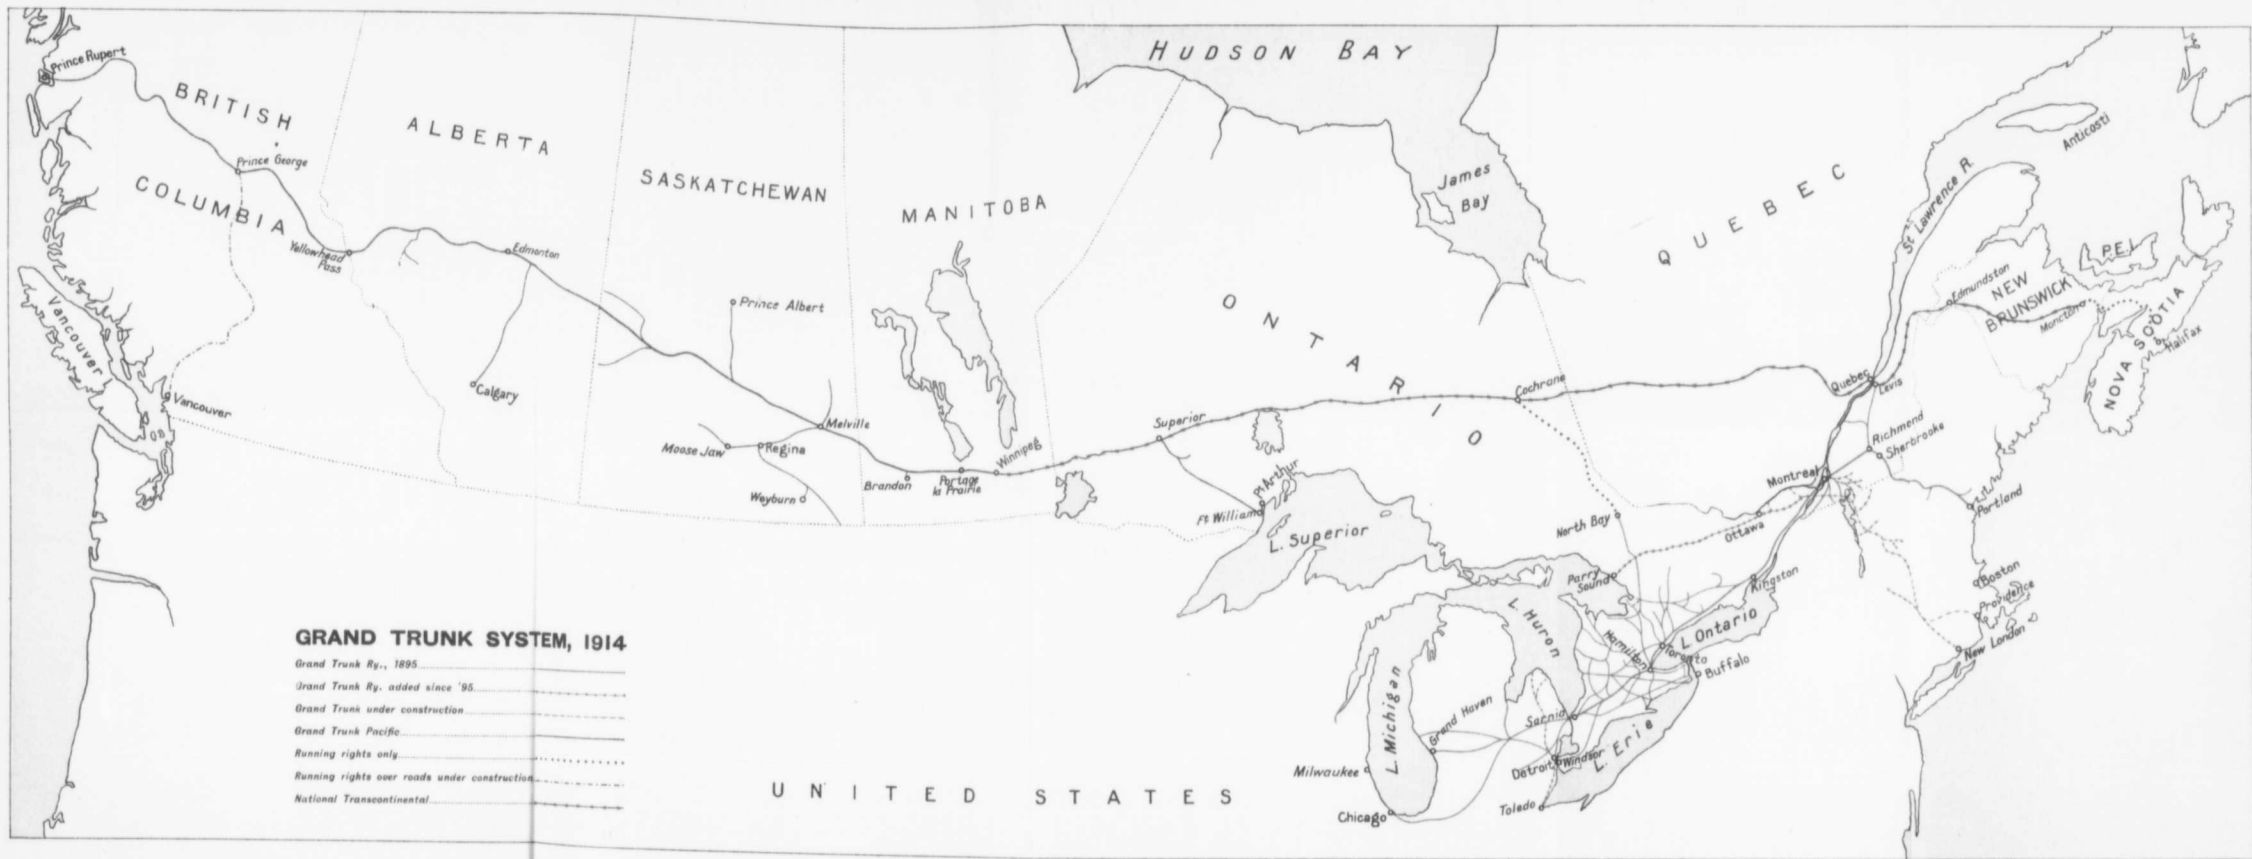 HUDSON BAY
Prince Rupert
BRITISH
COLUMBIA
ALBERTA
SASKATCHEWAN
MANITOBA
ONTARIO
QUEBEC
James
Bay
St Lawrence R.
Anticosti
P.E.I.
NEW
BRUNSWICK
NOVA SCOTIA
Edmundston
Moncton
Halifax
Prince George
Yellowhead
Pass
Edmonton
Prince Albert
Calgary
Vancouver
Vancouver
Melville
Moose Jaw
Regina
Weyburn
Brandon
Portage
la Prairie
Winnipeg
Superior
Pt Arthur
Ft William
L. Superior
Cochrane
North Bay
Parry
Sound
Quebec
Levis
Richmond
Sherbrooke
Montreal
Ottawa
Kingston
Portland
Boston
Providence
New London
L. Huron
L. Ontario
Hamilton
Toronto
Buffalo
L. Michigan
Grand Haven
Sarnia
L. Erie
Detroit
Windsor
Milwaukee
Chicago
Toledo
UNITED STATES
GRAND TRUNK SYSTEM, 1914
Grand Trunk Ry., 1895
Grand Trunk Ry. added since '95
Grand Trunk under construction
Grand Trunk Pacific
Running rights only
Running rights over roads under construction
National Transcontinental